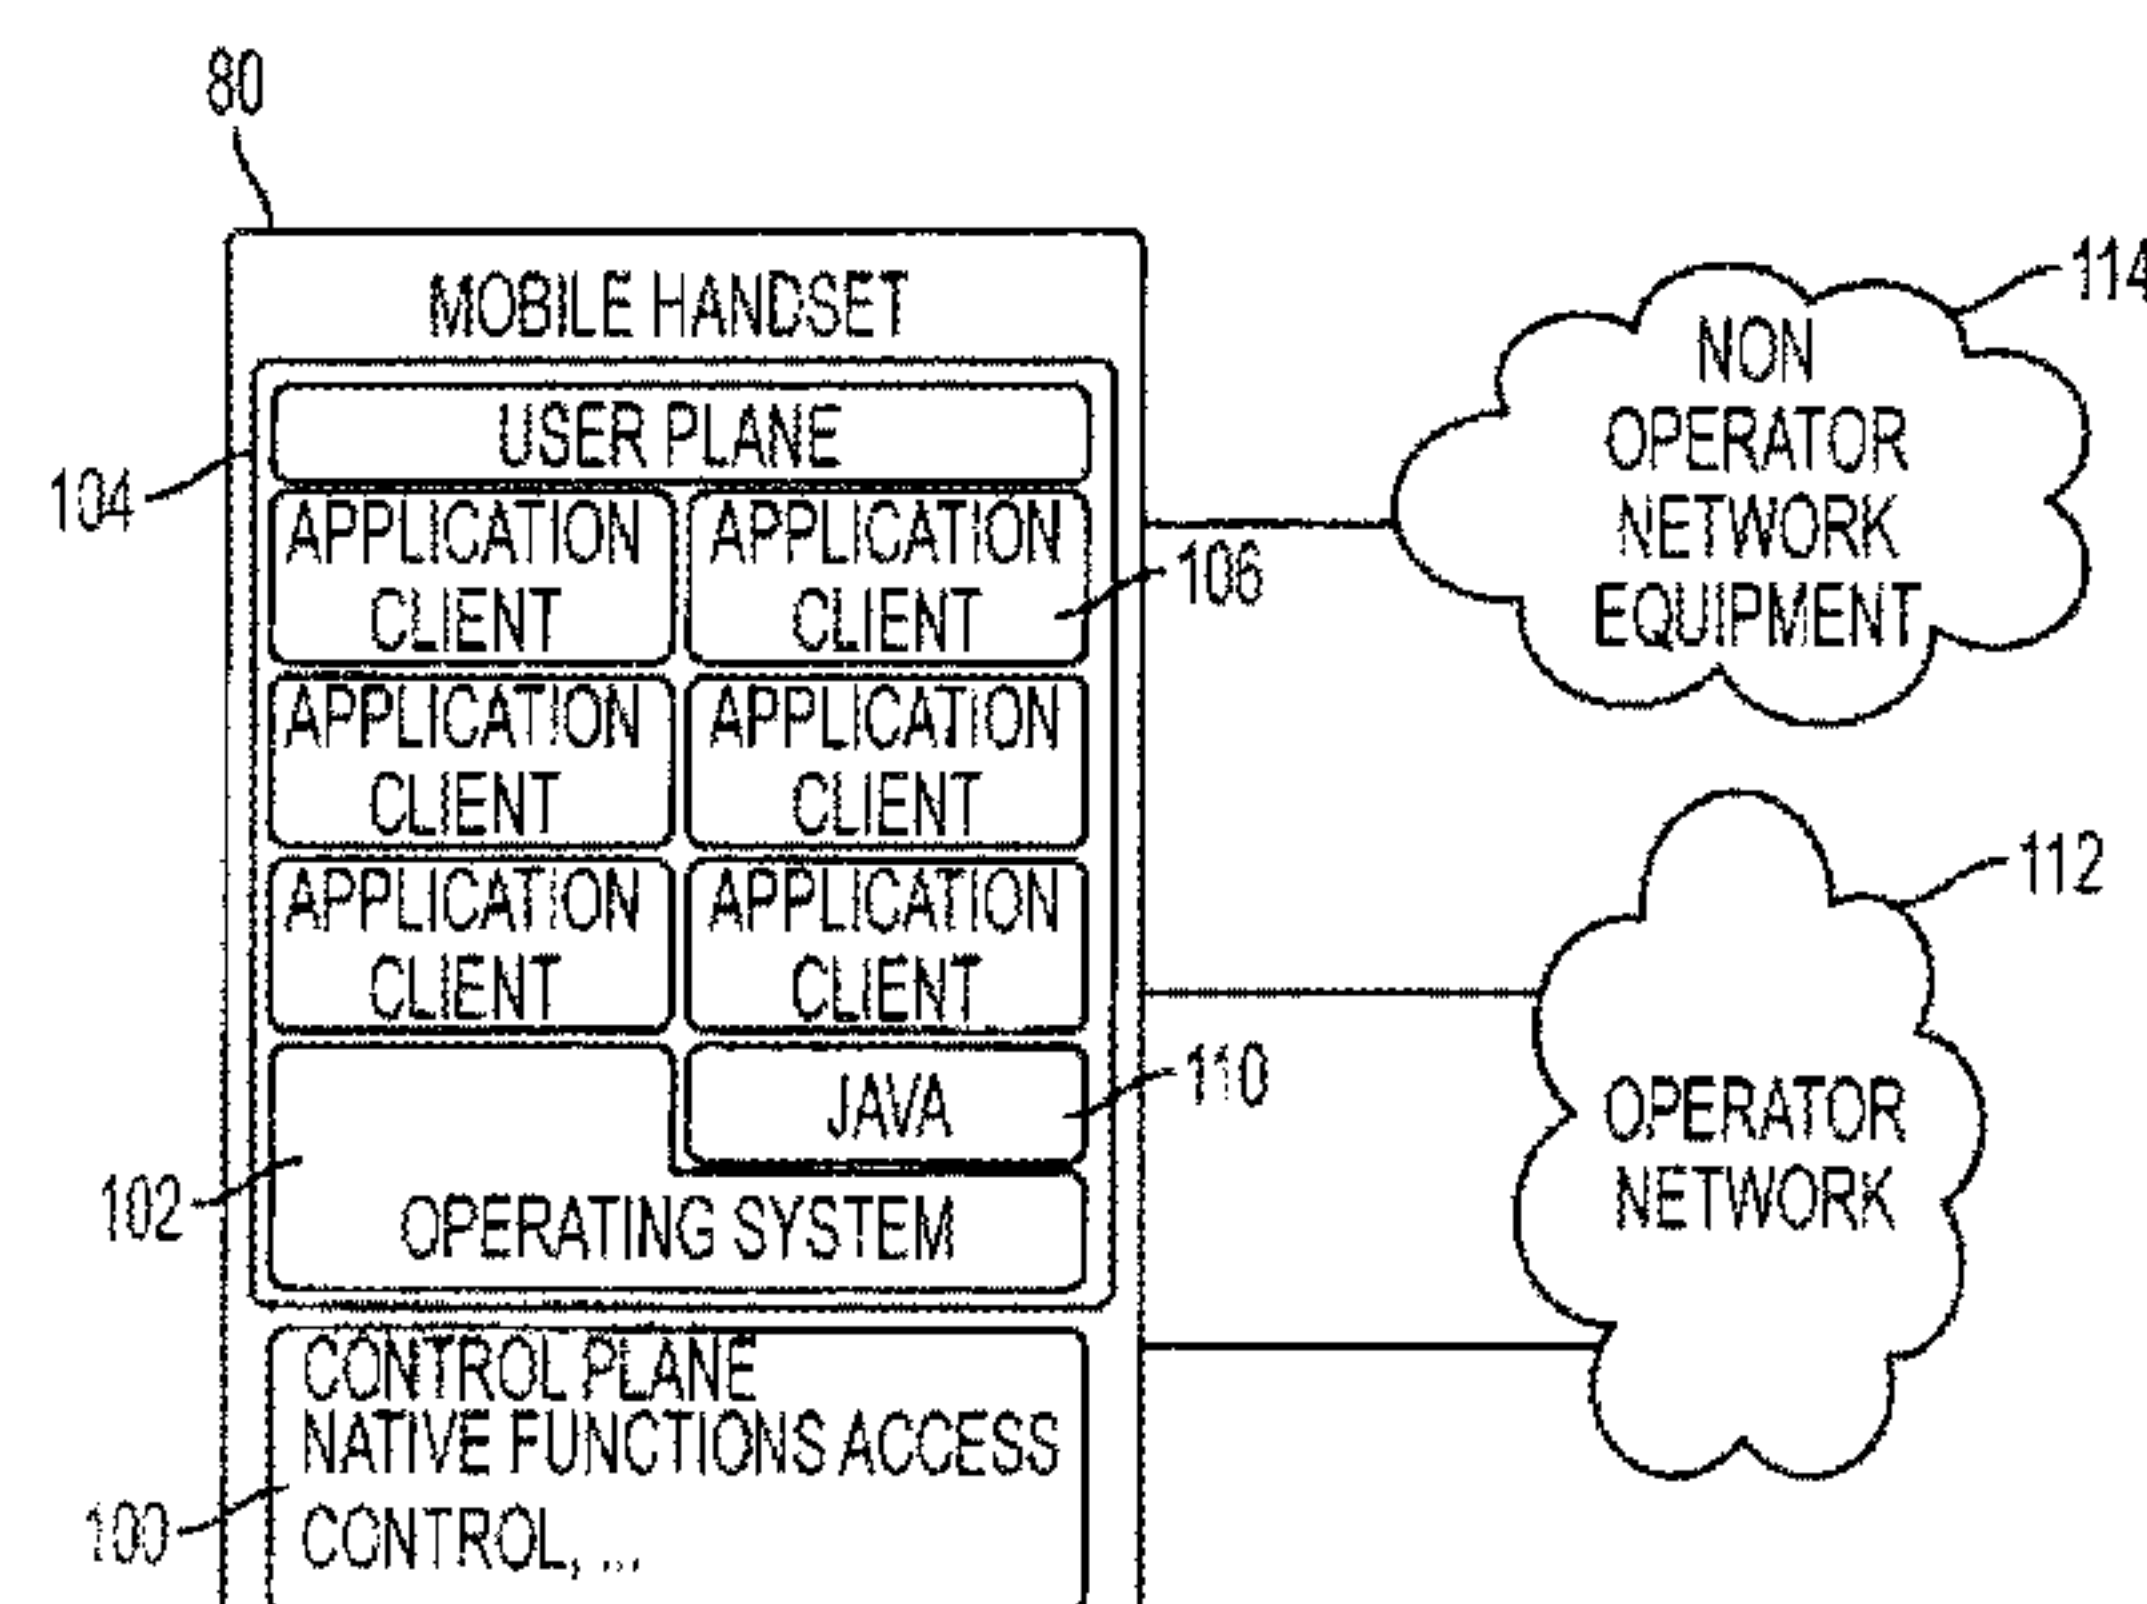 80
MOBILE HANDSET
114
NON
OPERATOR
NETWORK
EQUIPMENT
104
USER PLANE
APPLICATION
CLIENT
APPLICATION
CLIENT
106
APPLICATION
CLIENT
APPLICATION
CLIENT
APPLICATION
CLIENT
APPLICATION
CLIENT
112
OPERATOR
NETWORK
JAVA
110
102
OPERATING SYSTEM
CONTROL PLANE
NATIVE FUNCTIONS ACCESS
CONTROL, ...
100